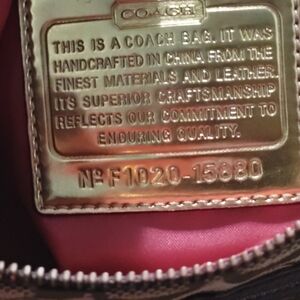 COACH
THIS IS A COACH BAG. IT WAS
HANDCRAFTED IN CHINA FROM THE
FINEST MATERIALS AND LEATHER.
ITS SUPERIOR CRAFTSMANSHIP
REFLECTS OUR COMMITMENT TO
ENDURING QUALITY.
Nº F1020-15880